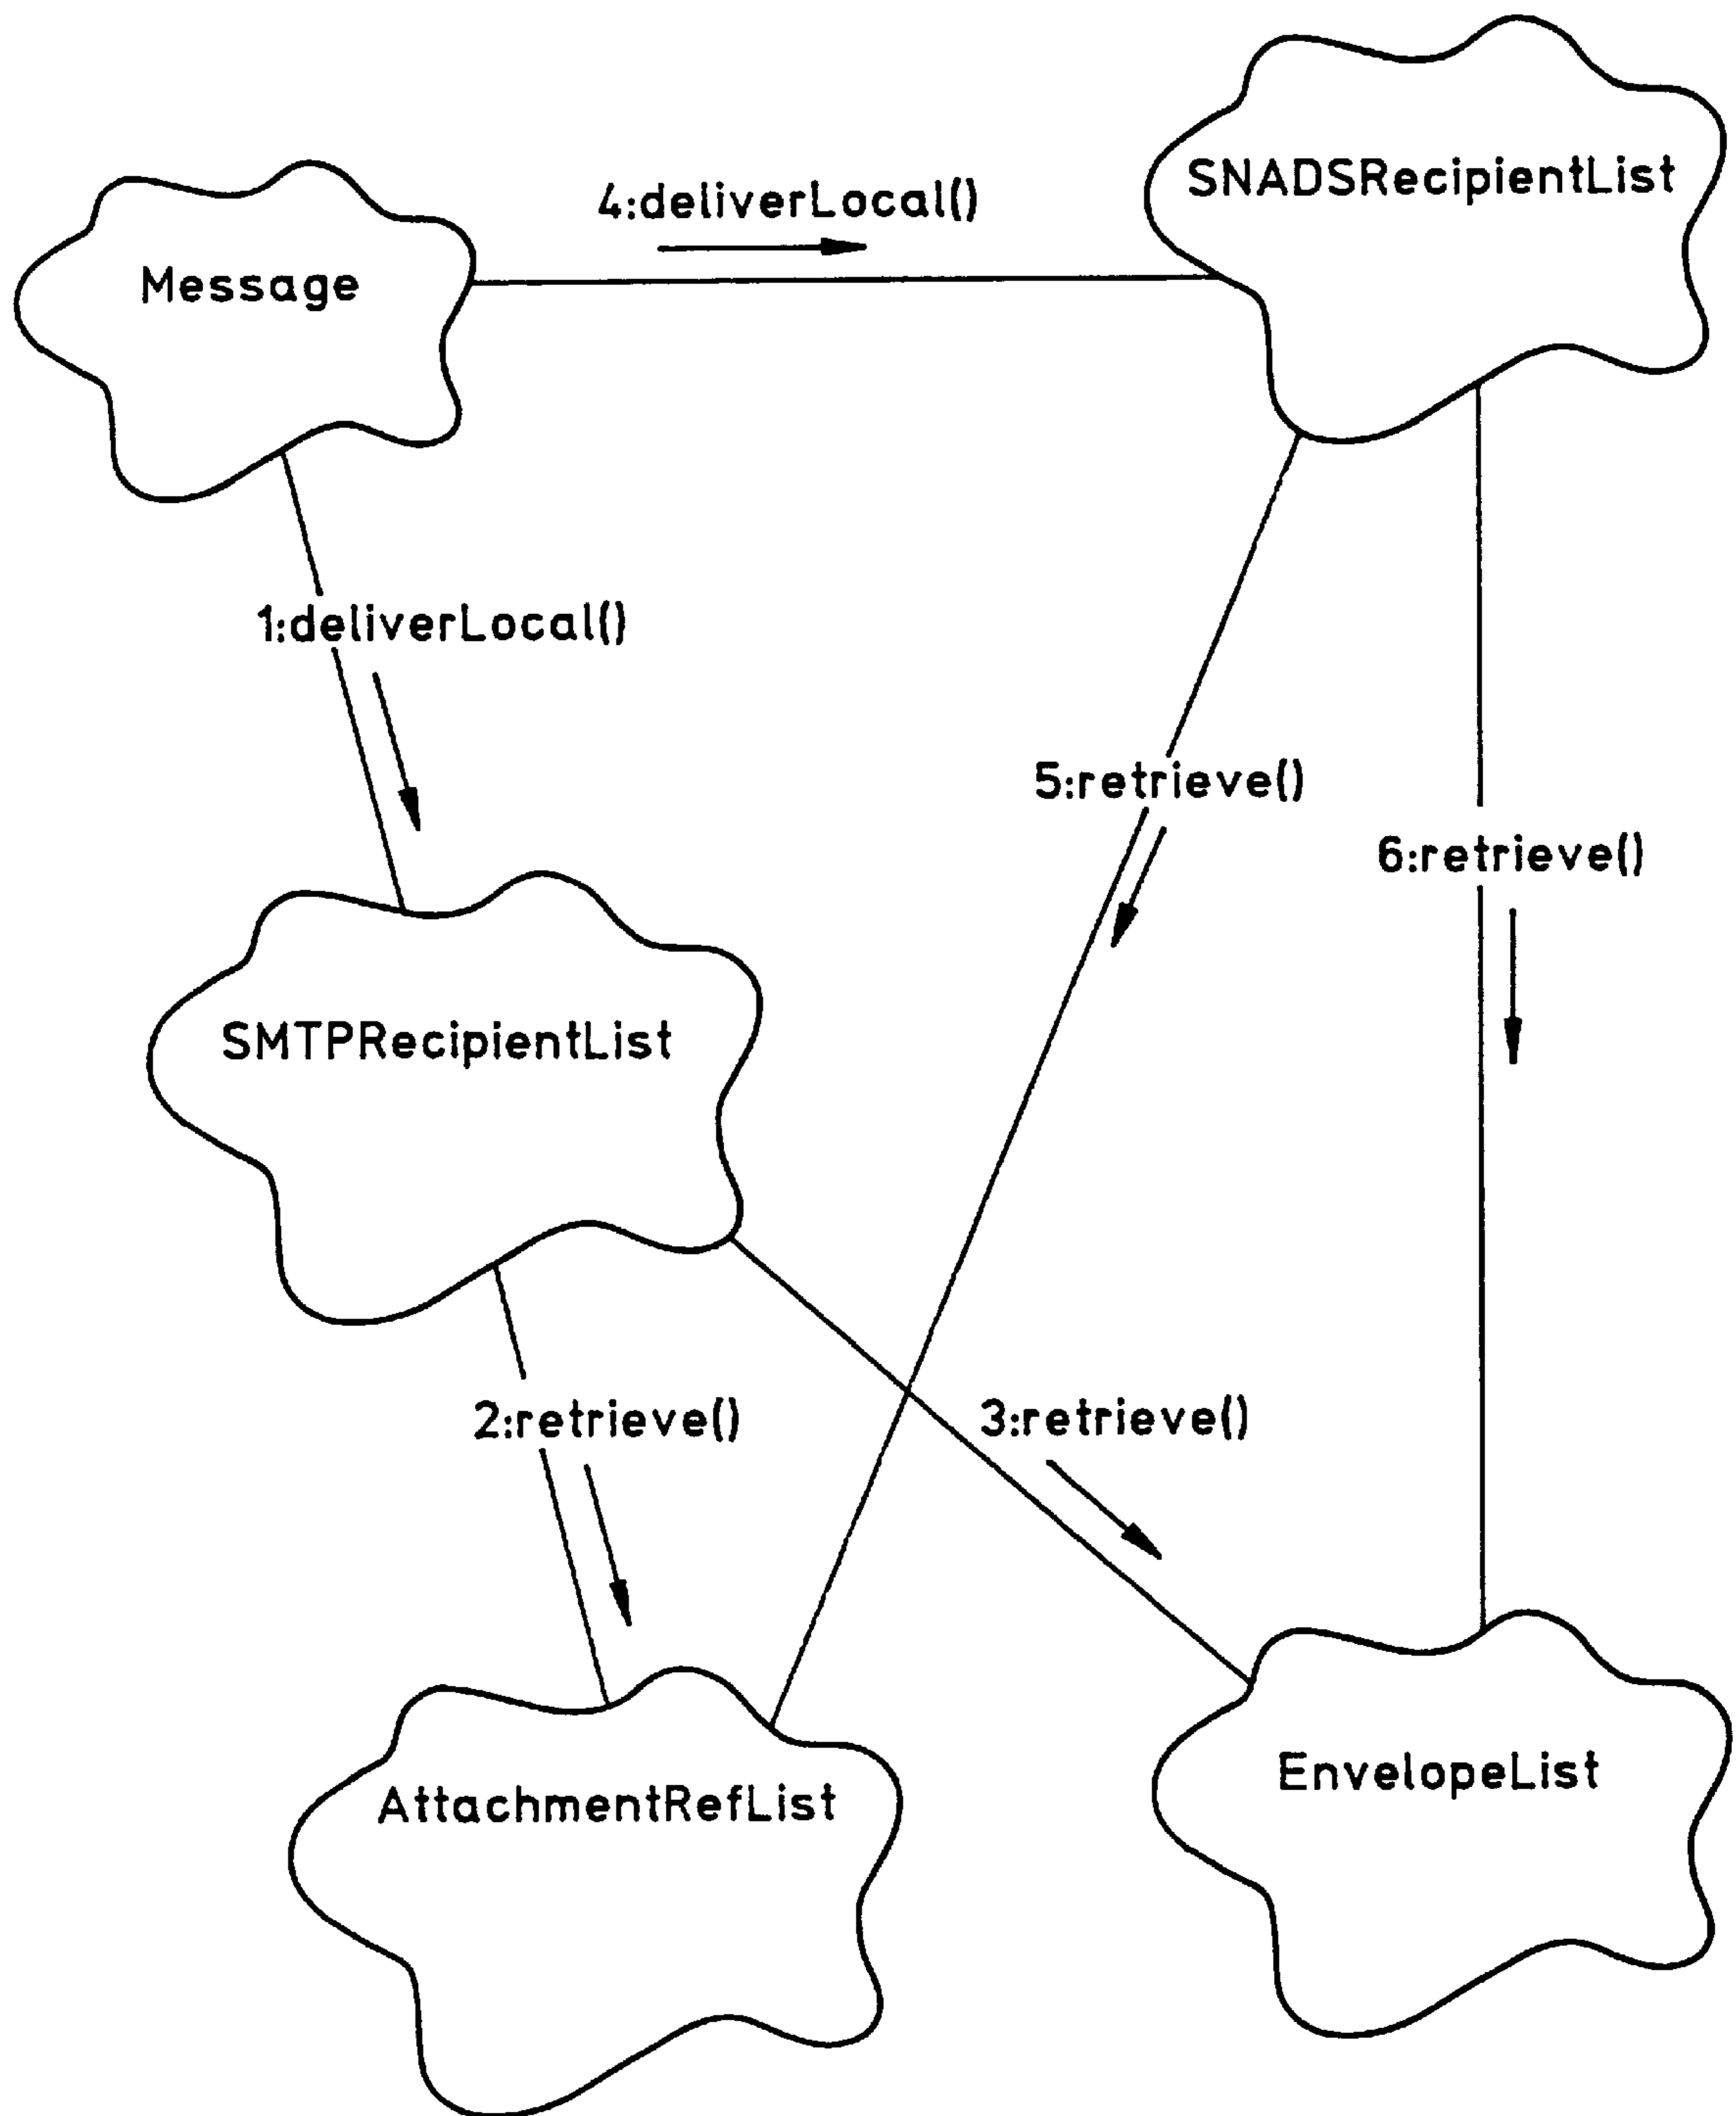 SNADSRecipientList
4:deliverLocal()
Message
1:deliverLocal()
5:retrieve()
6:retrieve()
SMTPRecipientList
2:retrieve()
3:retrieve()
EnvelopeList
AttachmentRefList